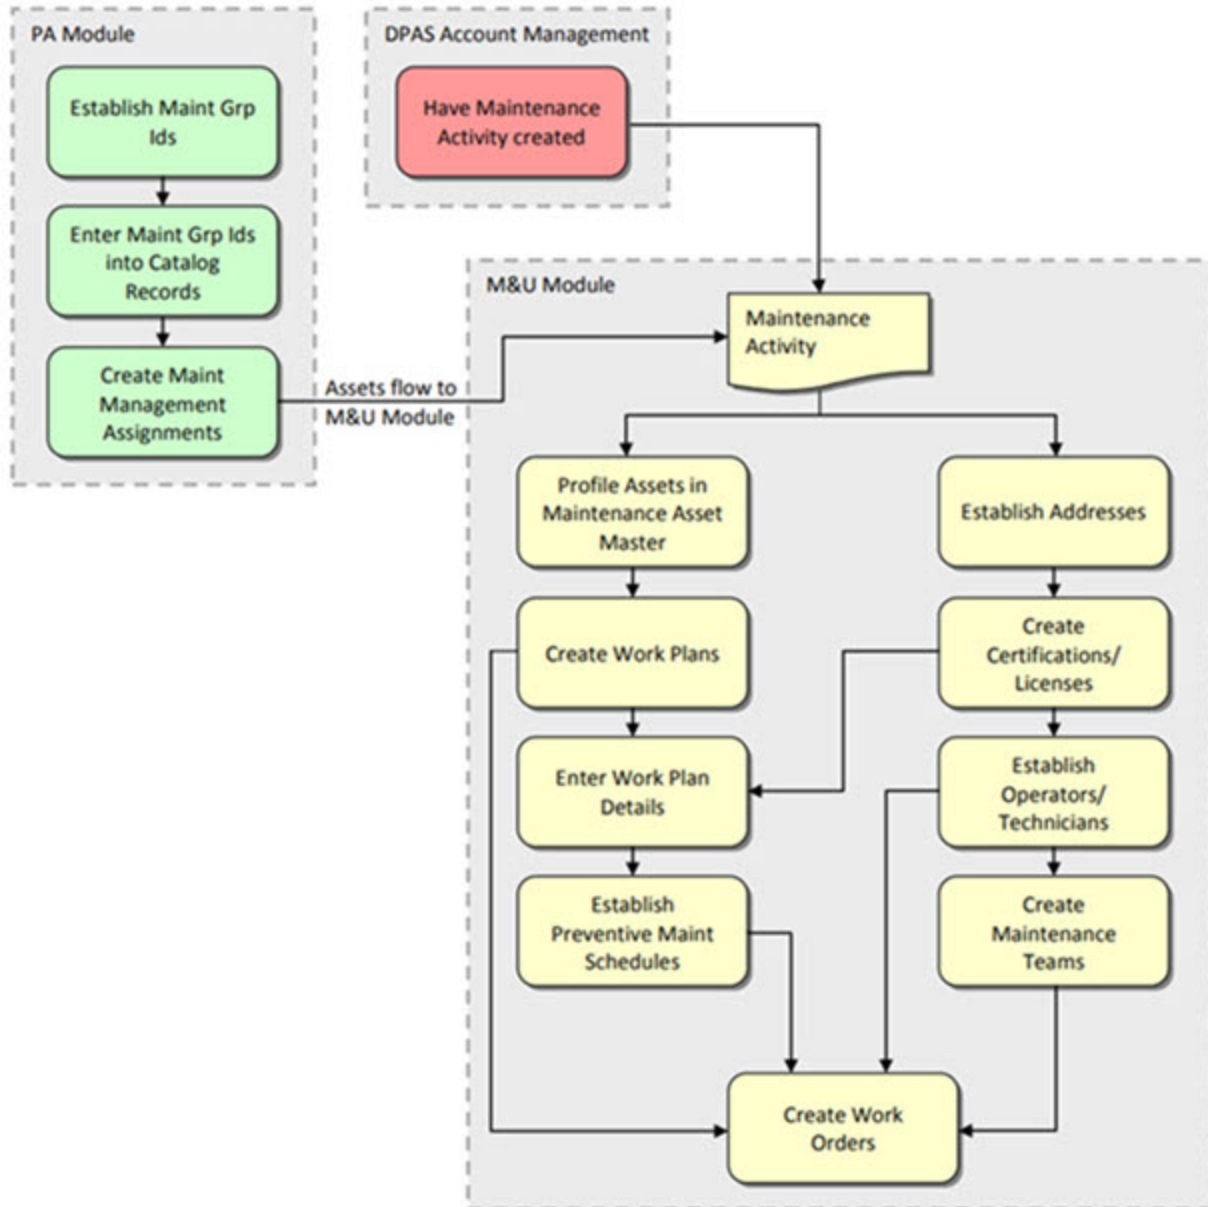 PA Module
Establish Maint Grp
Ids
Enter Maint Grp Ids
into Catalog
Records
Create Maint
Management
Assignments
DPAS Account Management
Have Maintenance
Activity created
Assets flow to
M&U Module
M&U Module
Maintenance
Activity
Profile Assets in
Maintenance Asset
Master
Establish Addresses
Create Work Plans
Create
Certifications/
Licenses
Enter Work Plan
Details
Establish
Operators/
Technicians
Establish
Preventive Maint
Schedules
Create
Maintenance
Teams
Create Work
Orders